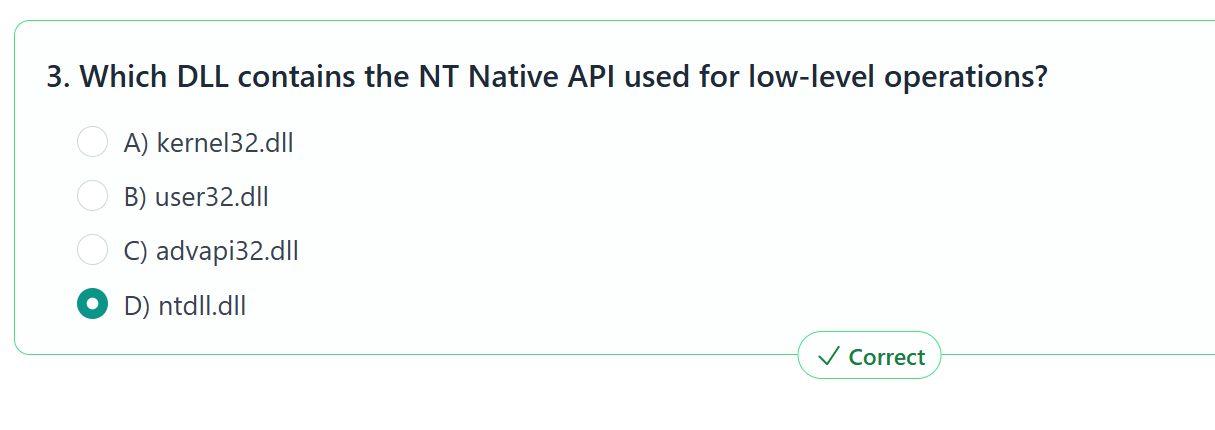 3. Which DLL contains the NT Native API used for low-level operations?
A) kernel32.dll
B) user32.dll
C) advapi32.dll
D) ntdll.dll
Correct